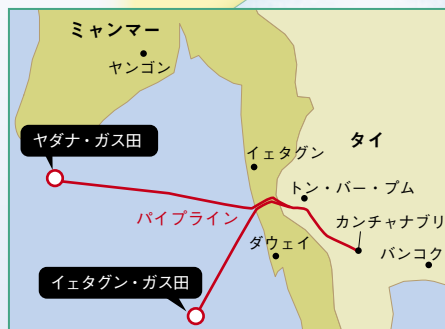 ミャンマー
ヤンゴン
ヤダナ・ガス田
タイ
イェタグン
トン・バー・プム
パイプライン
カンチャナブリ
ダウェイ
バンコク
イェタグン・ガス田